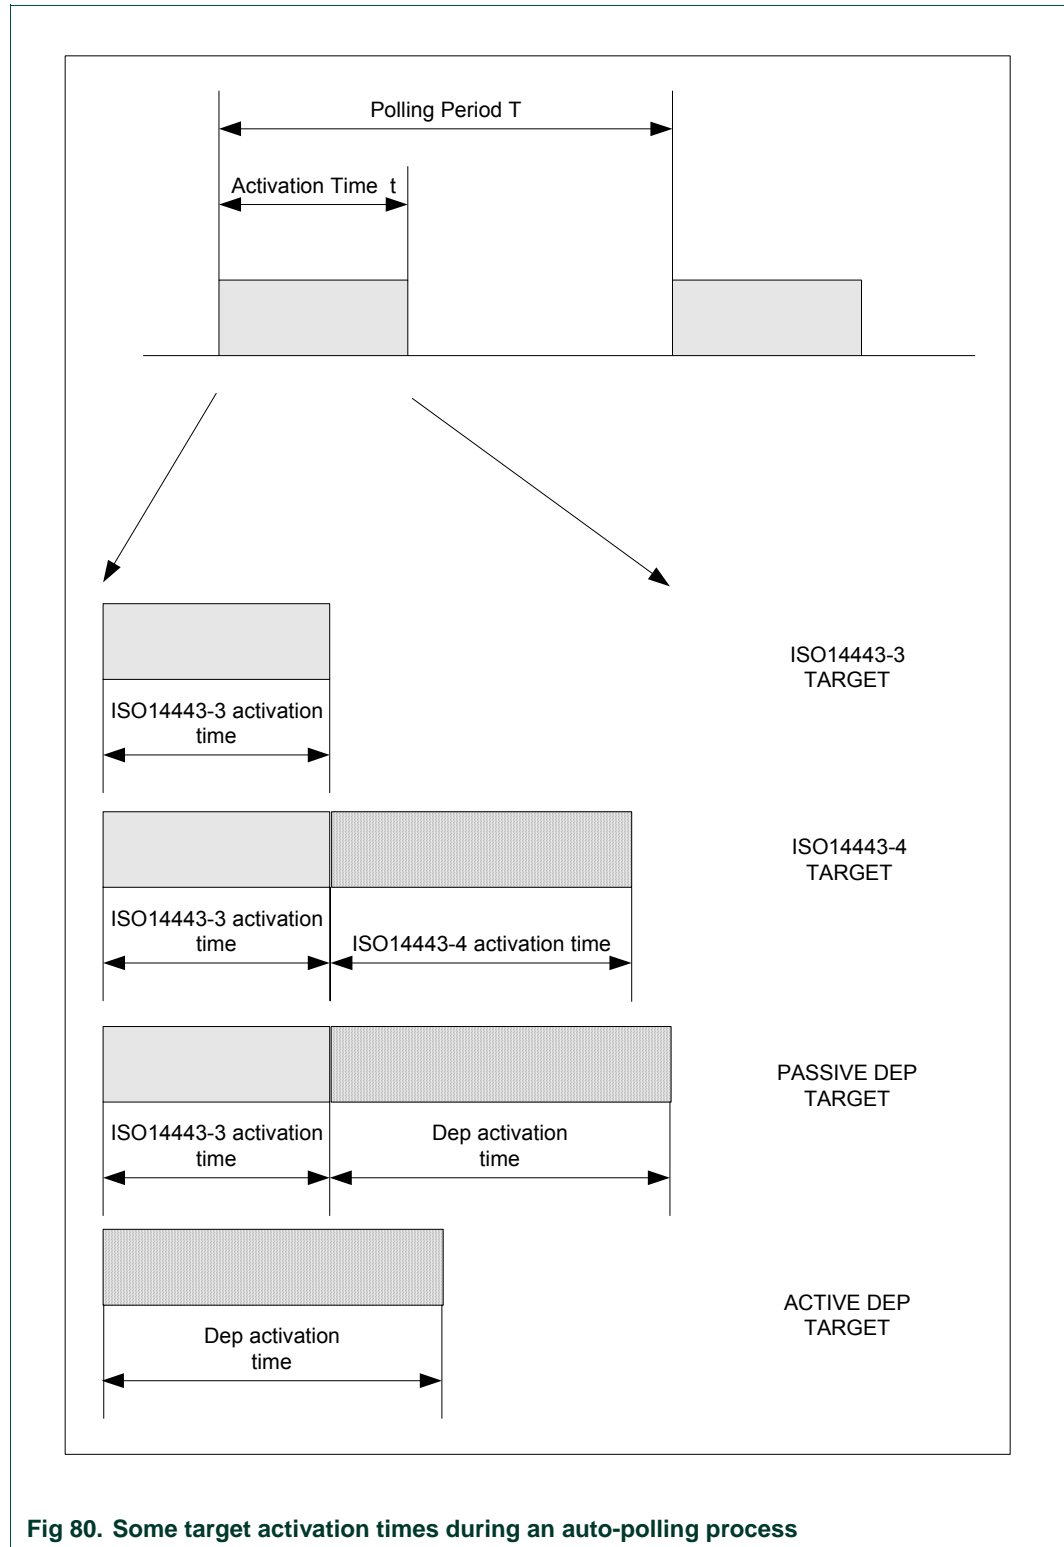 Polling Period T
Activation Time t
ISO14443-3
TARGET
ISO14443-3 activation
time
ISO14443-4
TARGET
ISO14443-3 activation
time
ISO14443-4 activation time
PASSIVE DEP
TARGET
ISO14443-3 activation
time
Dep activation
time
ACTIVE DEP
TARGET
Dep activation
time
Fig 80. Some target activation times during an auto-polling process